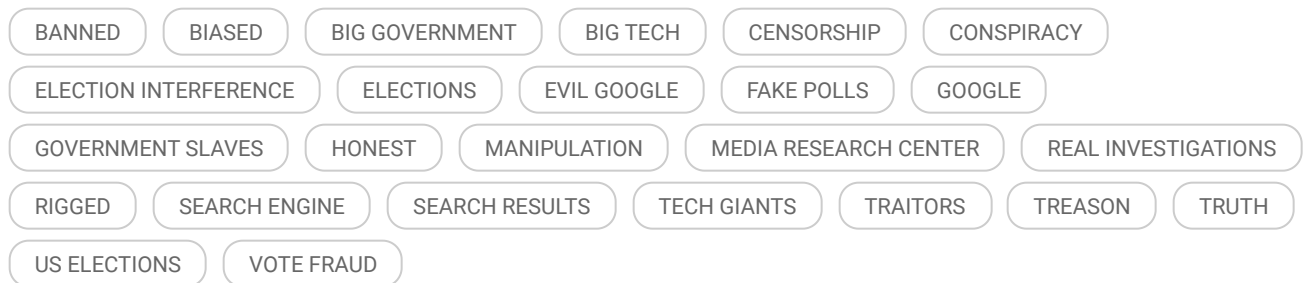 BANNED BIASED BIG GOVERNMENT BIG TECH CENSORSHIP CONSPIRACY
ELECTION INTERFERENCE ELECTIONS EVIL GOOGLE FAKE POLLS GOOGLE
GOVERNMENT SLAVES HONEST MANIPULATION MEDIA RESEARCH CENTER REAL INVESTIGATIONS
RIGGED SEARCH ENGINE SEARCH RESULTS TECH GIANTS TRAITORS TREASON TRUTH
US ELECTIONS VOTE FRAUD